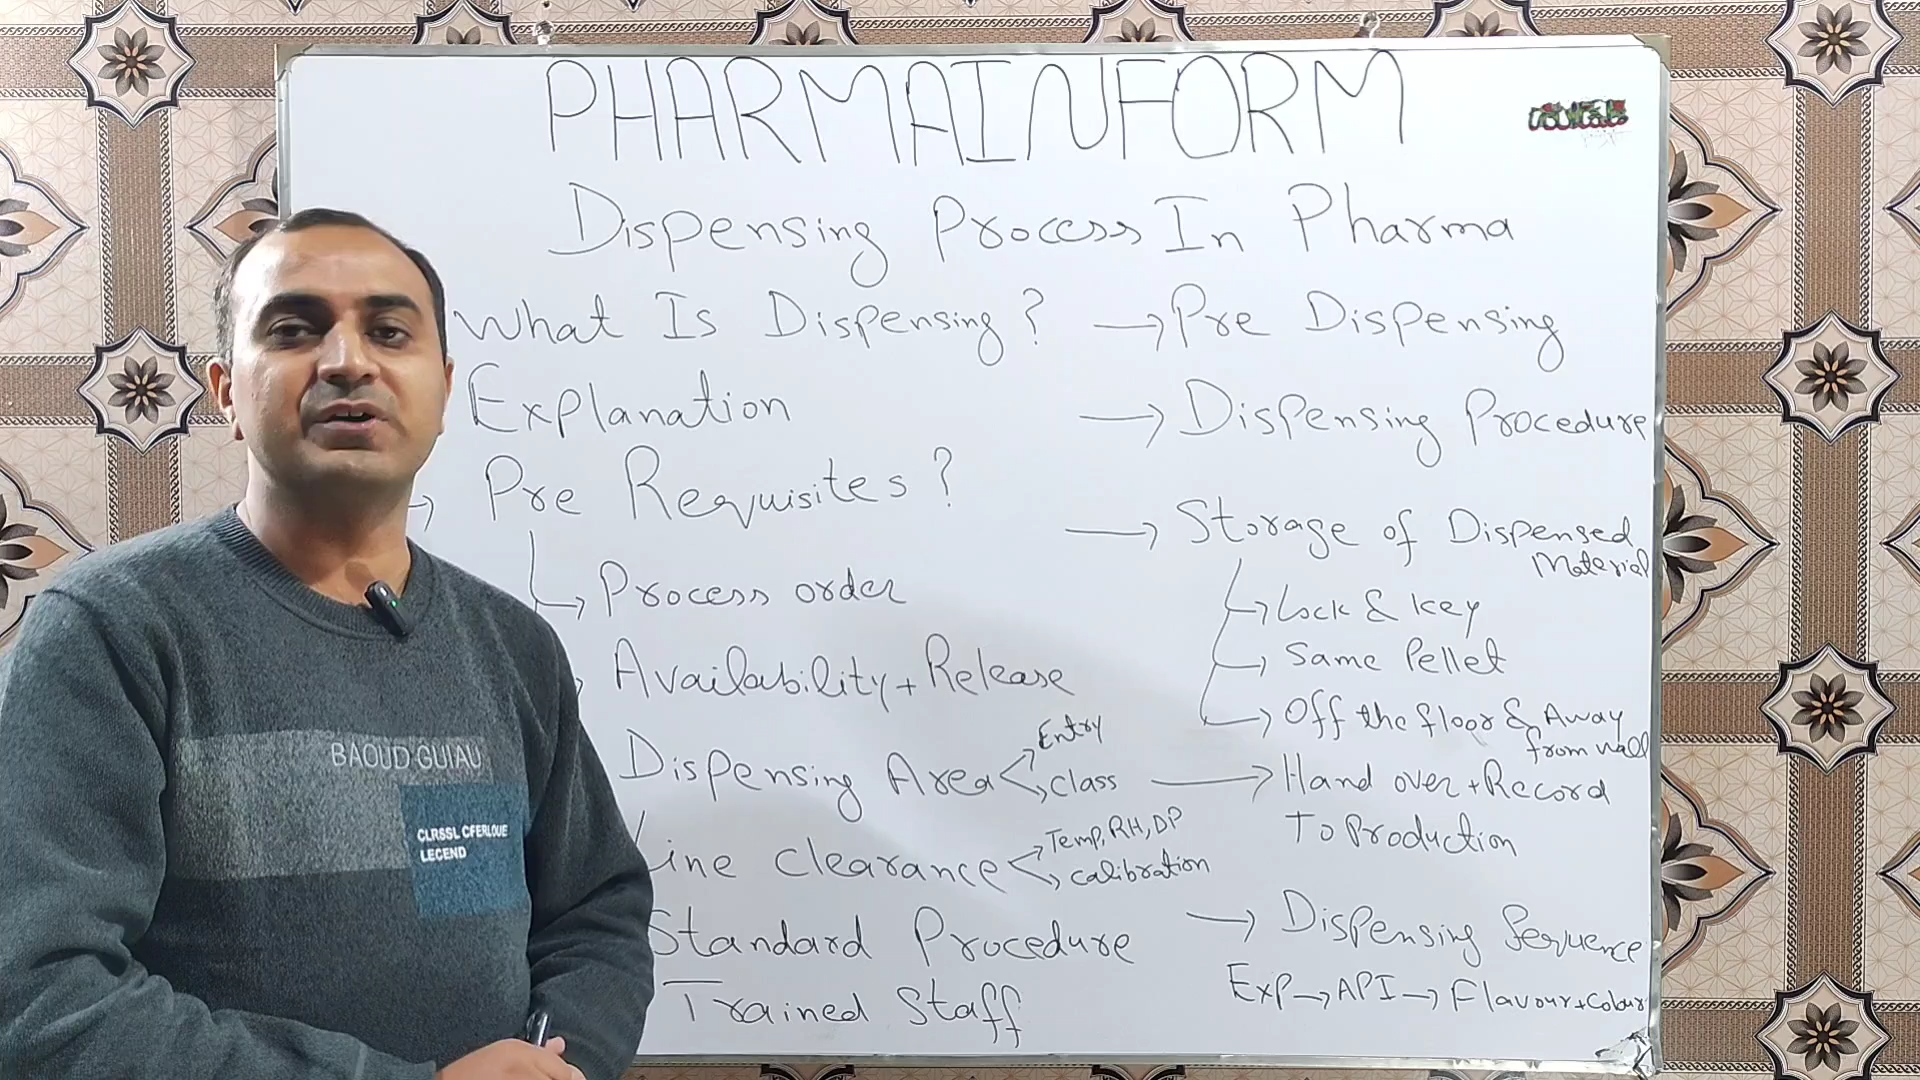 PHARMAINFORM
Dispensing Process In Pharma
What Is Dispensing?
Explanation
→ Pre Requisites?
→ Process order
Availability + Release
Dispensing Area
Entry
Class
Line Clearance
Temp, RH, DP
calibration
Standard Procedure
Trained Staff
→ Pre Dispensing
→ Dispensing Procedure
→ Storage of Dispensed
Material
→ Lock & Key
→ Same Pellet
→ Off the floor & Away
from wall
→ Hand over + Record
To Production
→ Dispensing Sequence
Exp → API → Flavour + Colour
BAOUD GUIAU
CLRSSL CFERLOUE
LECEND